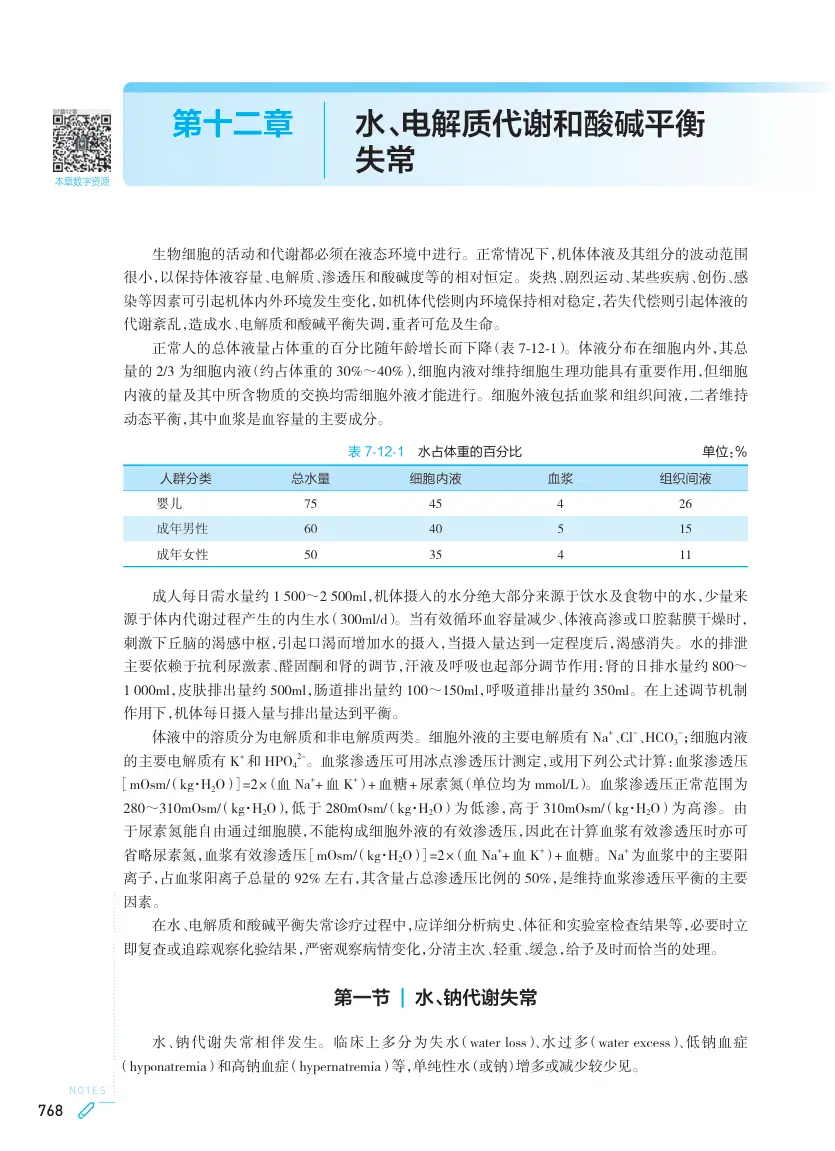 第十二章
水、电解质代谢和酸碱平衡
失常
本章数字资源
生物细胞的活动和代谢都必须在液态环境中进行。正常情况下,机体体液及其组分的波动范围
很小,以保持体液容量、电解质、渗透压和酸碱度等的相对恒定。炎热、剧烈运动、某些疾病、创伤、感
染等因素可引起机体内外环境发生变化,如机体代偿则内环境保持相对稳定,若失代偿则引起体液的
代谢紊乱,造成水、电解质和酸碱平衡失调,重者可危及生命。
正常人的总体液量占体重的百分比随年龄增长而下降(表 7-12-1)。体液分布在细胞内外,其总
量的 2/3 为细胞内液(约占体重的 30%～40%),细胞内液对维持细胞生理功能具有重要作用,但细胞
内液的量及其中所含物质的交换均需细胞外液才能进行。细胞外液包括血浆和组织间液,二者维持
动态平衡,其中血浆是血容量的主要成分。
表 7-12-1 水占体重的百分比 单位:%
人群分类 总水量 细胞内液 血浆 组织间液
婴儿 75 45 4 26
成年男性 60 40 5 15
成年女性 50 35 4 11
成人每日需水量约 1 500～2 500ml,机体摄入的水分绝大部分来源于饮水及食物中的水,少量来
源于体内代谢过程产生的内生水(300ml/d)。当有效循环血容量减少、体液高渗或口腔黏膜干燥时,
刺激下丘脑的渴感中枢,引起口渴而增加水的摄入,当摄入量达到一定程度后,渴感消失。水的排泄
主要依赖于抗利尿激素、醛固酮和肾的调节,汗液及呼吸也起部分调节作用:肾的日排水量约 800～
1 000ml,皮肤排出量约 500ml,肠道排出量约 100～150ml,呼吸道排出量约 350ml。在上述调节机制
作用下,机体每日摄入量与排出量达到平衡。
体液中的溶质分为电解质和非电解质两类。细胞外液的主要电解质有 Na⁺、Cl⁻、HCO₃⁻;细胞内液
的主要电解质有 K⁺和 HPO₄²⁻。血浆渗透压可用冰点渗透压计测定,或用下列公式计算:血浆渗透压
[mOsm/(kg·H₂O)]=2×(血 Na⁺+ 血 K⁺)+ 血糖 + 尿素氮(单位均为 mmol/L)。血浆渗透压正常范围为
280～310mOsm/(kg·H₂O),低于 280mOsm/(kg·H₂O)为低渗,高于 310mOsm/(kg·H₂O)为高渗。由
于尿素氮能自由通过细胞膜,不能构成细胞外液的有效渗透压,因此在计算血浆有效渗透压时亦可
省略尿素氮,血浆有效渗透压[mOsm/(kg·H₂O)]=2×(血 Na⁺+ 血 K⁺)+ 血糖。Na⁺为血浆中的主要阳
离子,占血浆阳离子总量的 92% 左右,其含量占总渗透压比例的 50%,是维持血浆渗透压平衡的主要
因素。
在水、电解质和酸碱平衡失常诊疗过程中,应详细分析病史、体征和实验室检查结果等,必要时立
即复查或追踪观察化验结果,严密观察病情变化,分清主次、轻重、缓急,给予及时而恰当的处理。
第一节 | 水、钠代谢失常
水、钠代谢失常相伴发生。临床上多分为失水(water loss)、水过多(water excess)、低钠血症
(hyponatremia)和高钠血症(hypernatremia)等,单纯性水(或钠)增多或减少较少见。
NOTES
768